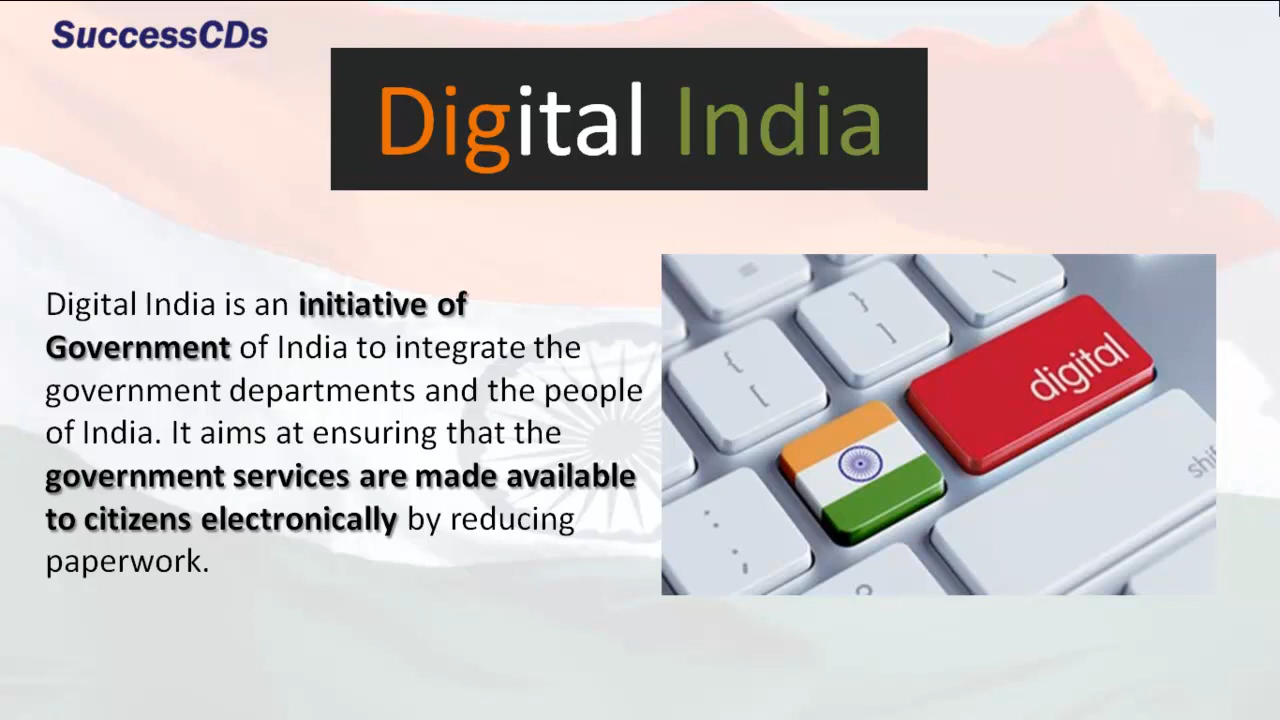 SuccessCDs
Digital India
Digital India is an initiative of
Government of India to integrate the
government departments and the people
of India. It aims at ensuring that the
government services are made available
to citizens electronically by reducing
paperwork.
digital
shif